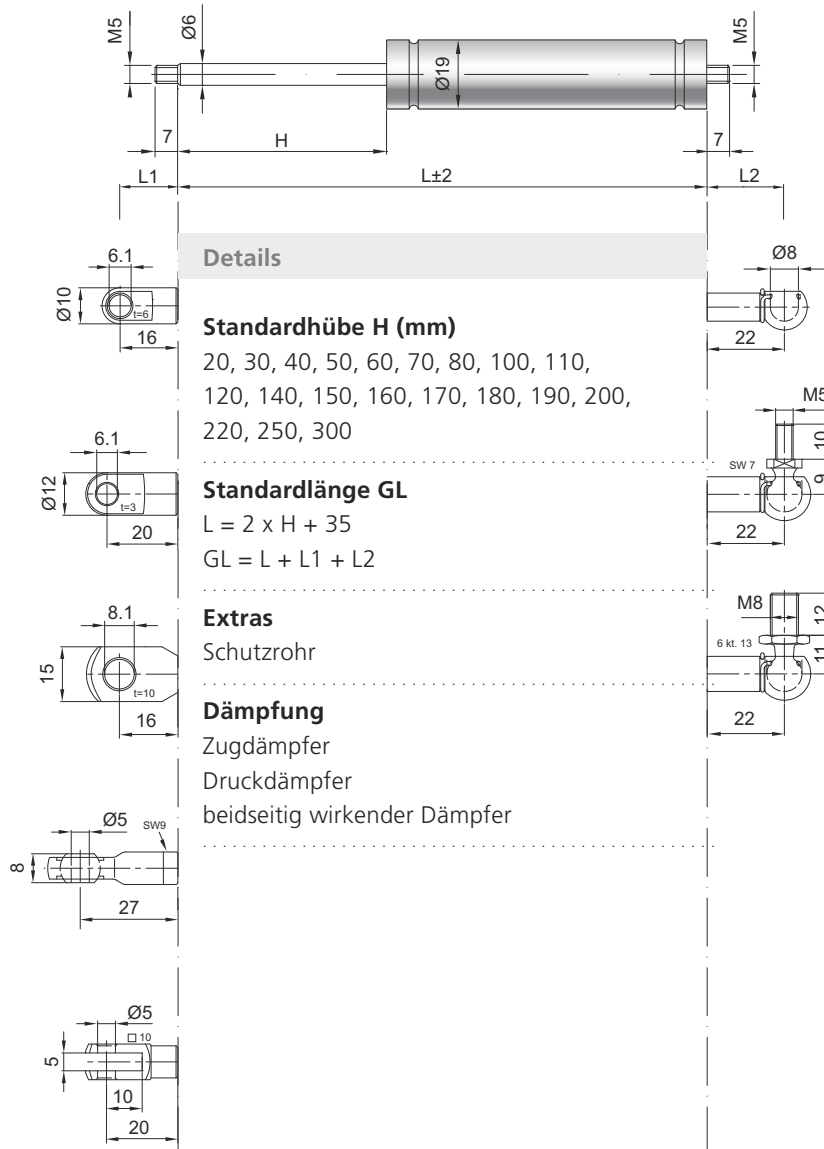 M5
Ø6
Ø19
M5
7
H
7
L1
L±2
L2
Details
Standardhübe H (mm)
20, 30, 40, 50, 60, 70, 80, 100, 110,
120, 140, 150, 160, 170, 180, 190, 200,
220, 250, 300
Standardlänge GL
L = 2 x H + 35
GL = L + L1 + L2
Extras
Schutzrohr
Dämpfung
Zugdämpfer
Druckdämpfer
beidseitig wirkender Dämpfer
6.1
Ø10
t=6
16
6.1
Ø12
t=3
20
8.1
15
t=10
16
Ø5
SW9
8
27
Ø5
10
5
10
20
Ø8
22
M5
10
SW 7
9
22
M8
12
6 kt. 13
11
22